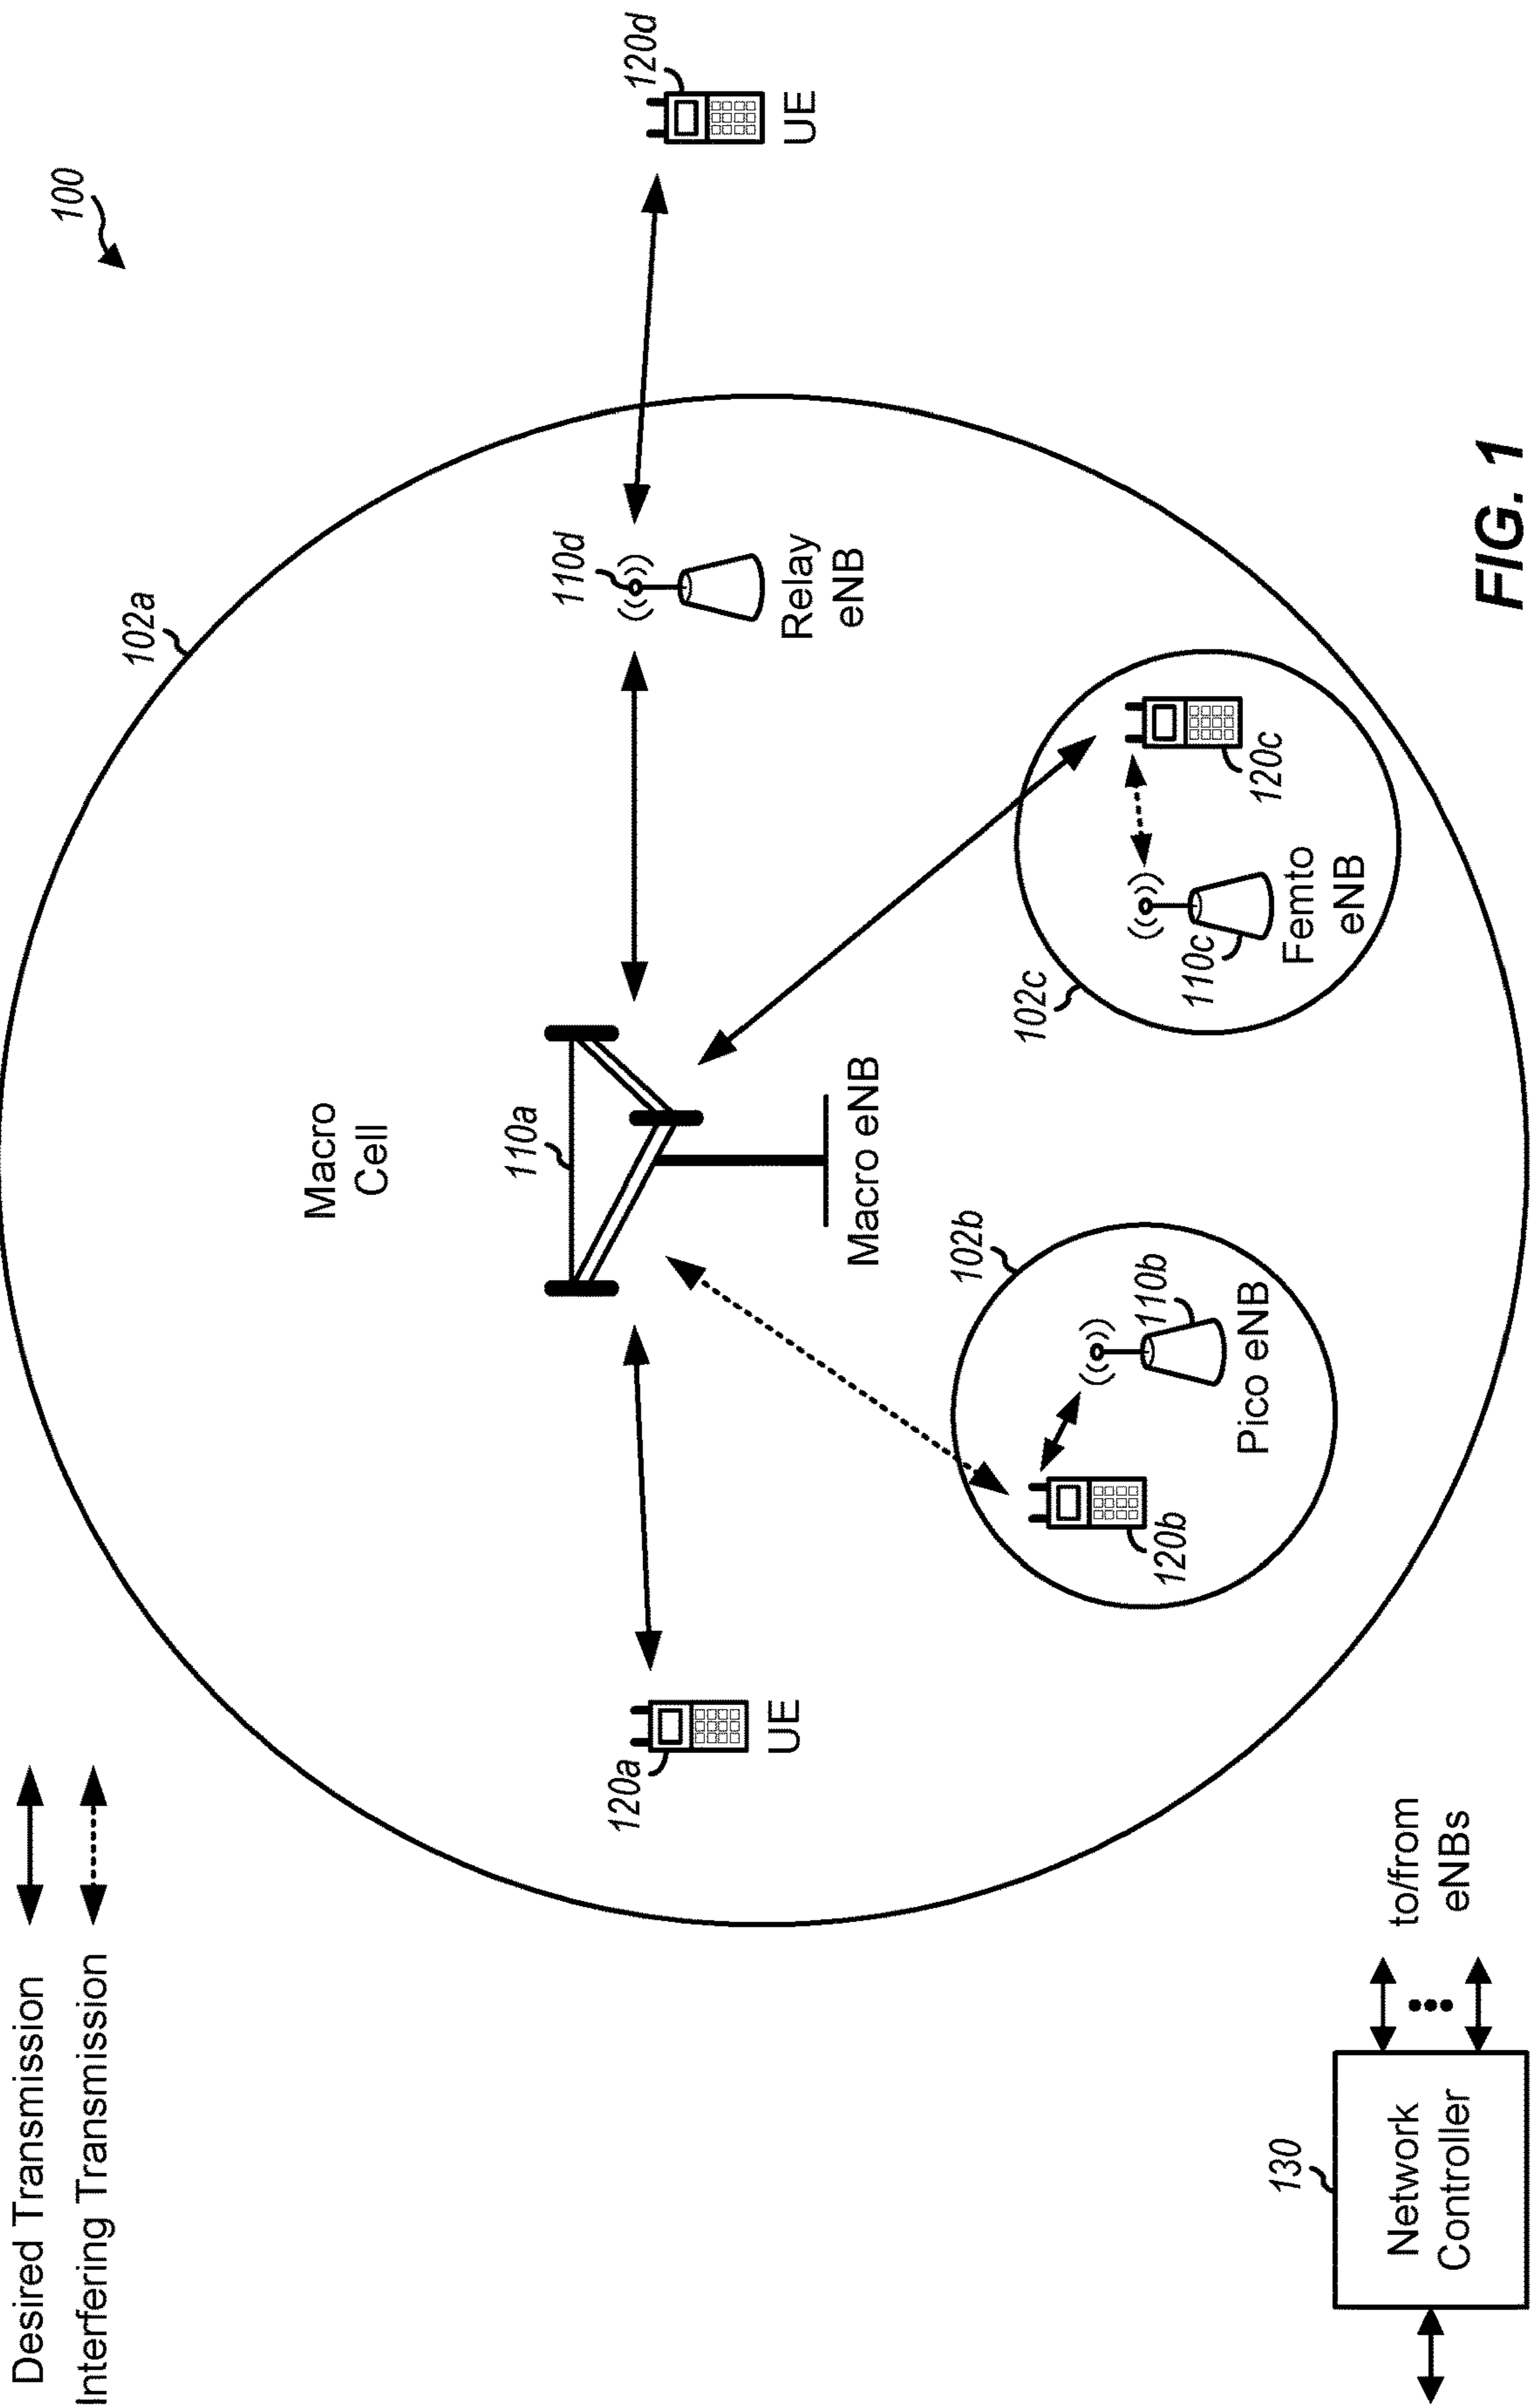 Desired Transmission
Interfering Transmission
100
102a
Macro
Cell
110a
110d
120a
120d
UE
UE
Relay
eNB
Macro eNB
102b
102c
110b
120b
Pico eNB
110c
120c
Femto
eNB
130
Network
Controller
to/from
eNBs
FIG. 1